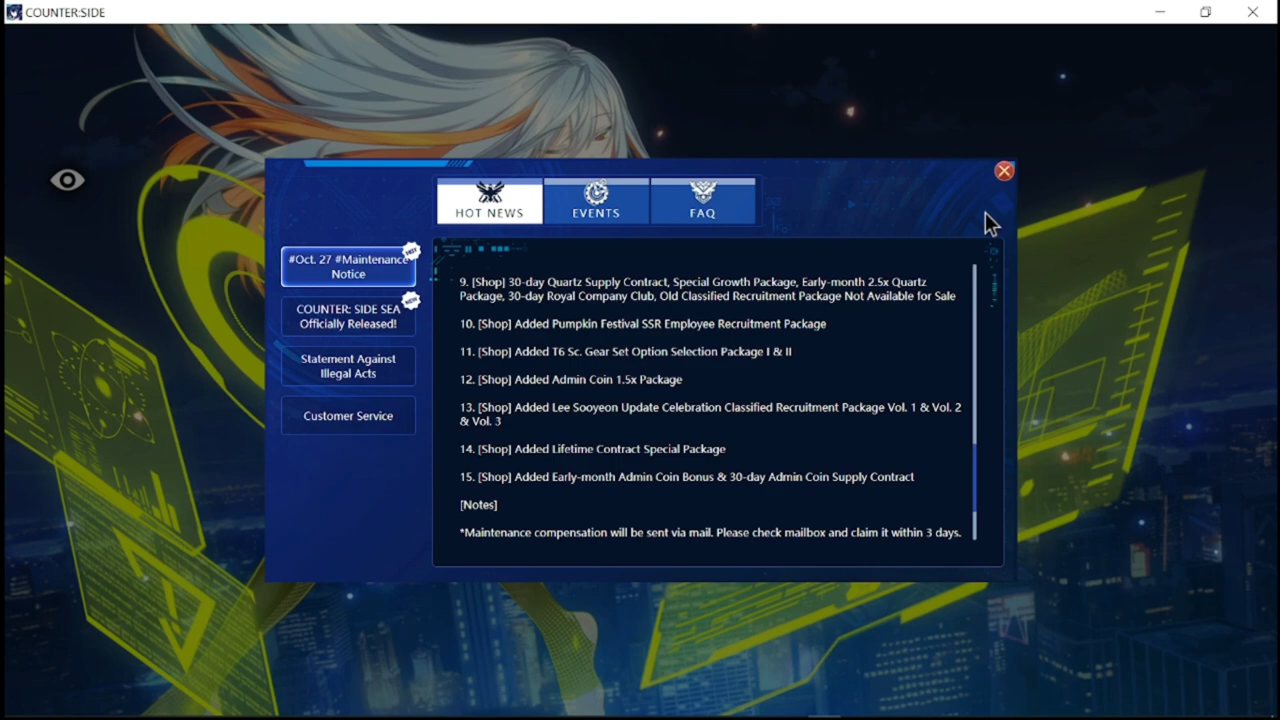 COUNTER:SIDE
HOT NEWS
EVENTS
FAQ
#Oct. 27 #Maintenance
Notice
HOT
COUNTER: SIDE SEA
Officially Released!
NEW
Statement Against
Illegal Acts
Customer Service
9. [Shop] 30-day Quartz Supply Contract, Special Growth Package, Early-month 2.5x Quartz
Package, 30-day Royal Company Club, Old Classified Recruitment Package Not Available for Sale
10. [Shop] Added Pumpkin Festival SSR Employee Recruitment Package
11. [Shop] Added T6 Sc. Gear Set Option Selection Package I & II
12. [Shop] Added Admin Coin 1.5x Package
13. [Shop] Added Lee Sooyeon Update Celebration Classified Recruitment Package Vol. 1 & Vol. 2
& Vol. 3
14. [Shop] Added Lifetime Contract Special Package
15. [Shop] Added Early-month Admin Coin Bonus & 30-day Admin Coin Supply Contract
[Notes]
*Maintenance compensation will be sent via mail. Please check mailbox and claim it within 3 days.